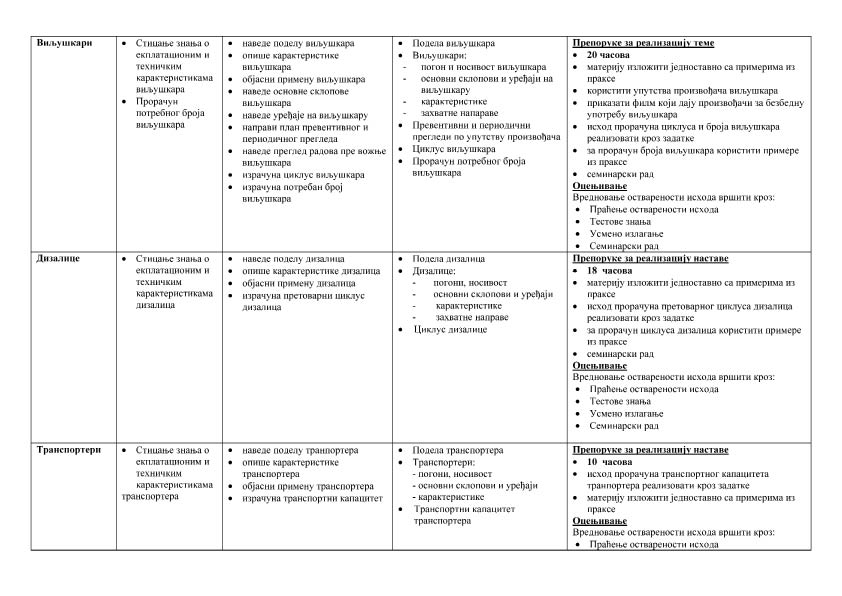 Виљушкари
• Стицање знања о
екплатационим и
техничким
карактеристикама
виљушкара
• Прорачун
потребног броја
виљушкара
• наведе поделу виљушкара
• опише карактеристике
виљушкара
• објасни примену виљушкара
• наведе основне склопове
виљушкара
• наведе уређаје на виљушкару
• направи план превентивног и
периодичног прегледа
• наведе преглед радова пре вожње
виљушкара
• израчуна циклус виљушкара
• израчуна потребан број
виљушкара
• Подела виљушкара
• Виљушкари:
- погон и носивост виљушкара
- основни склопови и уређаји на
виљушкару
- карактеристике
- захватне напараве
• Превентивни и периодични
прегледи по упутству произвођача
• Циклус виљушкара
• Прорачун потребног броја
виљушкара
Препоруке за реализацију теме
• 20 часова
• материју изложити једноставно са примерима из
праксе
• користити упутства произвођача виљушкара
• приказати филм који дају произвођачи за безбедну
употребу виљушкара
• исход прорачуна циклуса и броја виљушкара
реализовати кроз задатке
• за прорачун броја виљушкара користити примере
из праксе
• семинарски рад
Оцењивање
Вредновање остварености исхода вршити кроз:
• Праћење остварености исхода
• Тестове знања
• Усмено излагање
• Семинарски рад
Дизалице
• Стицање знања о
екплатационим и
техничким
карактеристикама
дизалица
• наведе поделу дизалица
• опише карактеристике дизалица
• објасни примену дизалица
• израчуна претоварни циклус
дизалица
• Подела дизалица
• Дизалице:
- погони, носивост
- основни склопови и уређаји
- карактеристике
- захватне направе
• Циклус дизалице
Препоруке за реализацију наставе
• 18 часова
• материју изложити једноставно са примерима из
праксе
• исход прорачуна претоварног циклуса дизалица
реализовати кроз задатке
• за прорачун циклуса дизалица користити примере
из праксе
• семинарски рад
Оцењивање
Вредновање остварености исхода вршити кроз:
• Праћење остварености исхода
• Тестове знања
• Усмено излагање
• Семинарски рад
Транспортери
• Стицање знања о
екплатационим и
техничким
карактеристикама
транспортера
• наведе поделу транпортера
• опише карактеристике
транспортера
• објасни примену транспортера
• израчуна транспортни капацитет
• Подела транспортера
• Транспортери:
- погони, носивост
- основни склопови и уређаји
- карактеристике
• Транспортни капацитет
транспортера
Препоруке за реализацију наставе
• 10 часова
• исход прорачуна транспортног капацитета
транпортера реализовати кроз задатке
• материју изложити једноставно са примерима из
праксе
Оцењивање
Вредновање остварености исхода вршити кроз:
• Праћење остварености исхода